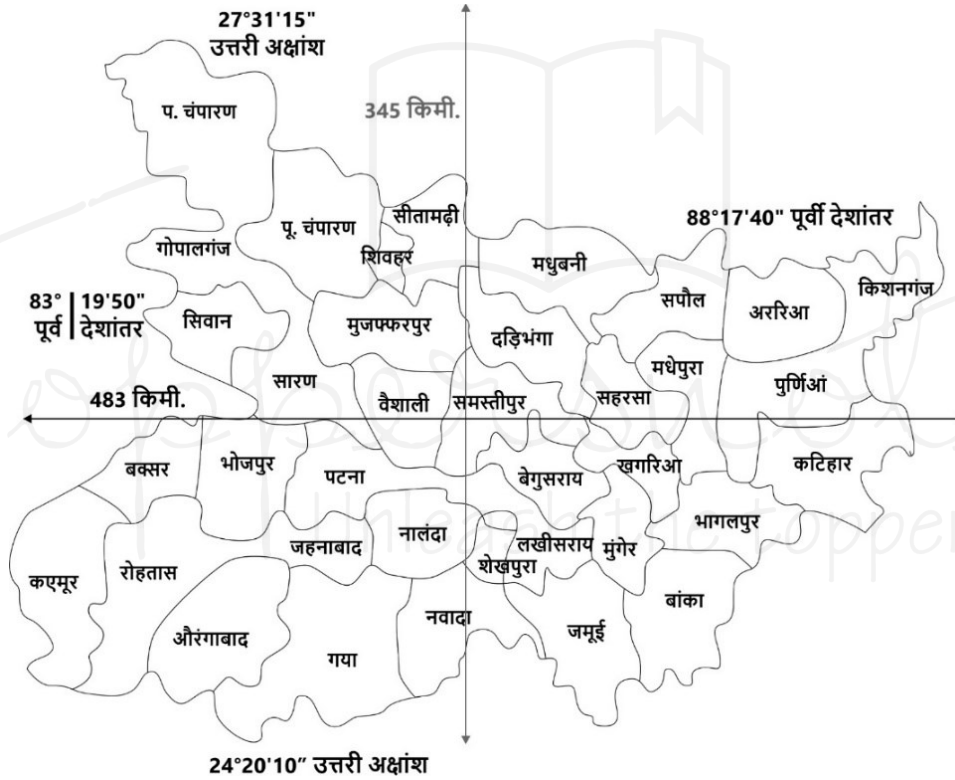 27°31'15"
उत्तरी अक्षांश
प. चंपारण
345 किमी.
सीतामढ़ी
88°17'40" पूर्वी देशांतर
पू. चंपारण
गोपालगंज
शिवहर
मधुबनी
किशनगंज
83° 19'50"
पूर्व देशांतर
सिवान
सपौल
अररिआ
मुजफ्फरपुर
दड़िभंगा
मधेपुरा
सारण
पुर्णिआं
483 किमी.
वैशाली
समस्तीपुर
सहरसा
बक्सर
भोजपुर
पटना
बेगुसराय
खगरिआ
कटिहार
भागलपुर
जहनाबाद
नालंदा
लखीसराय
मुंगेर
शेखपुरा
कएमूर
रोहतास
बांका
नवादा
औरंगाबाद
गया
जमूई
24°20'10" उत्तरी अक्षांश
Unleash the topper